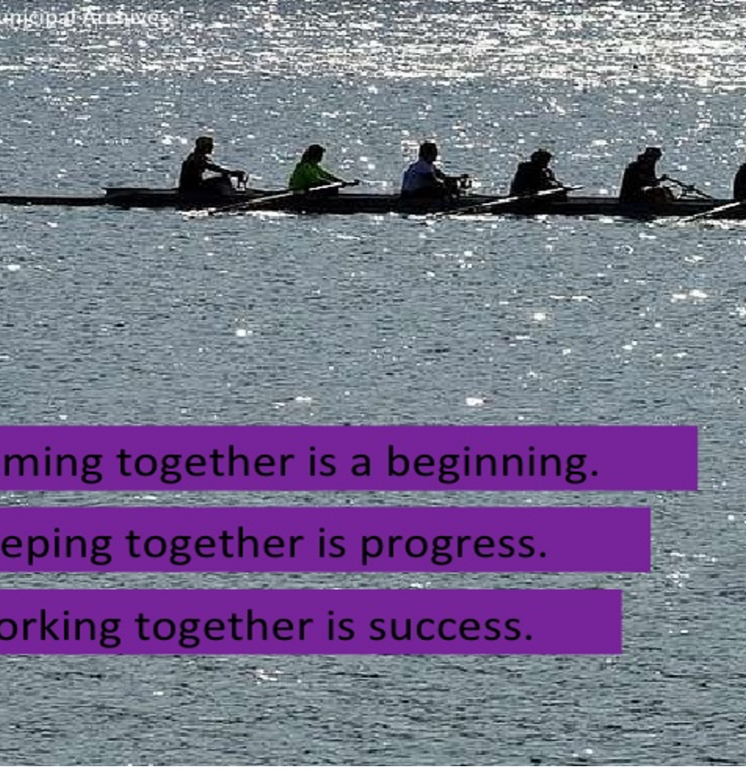 unicipal Archives
ming together is a beginning.
eping together is progress.
orking together is success.